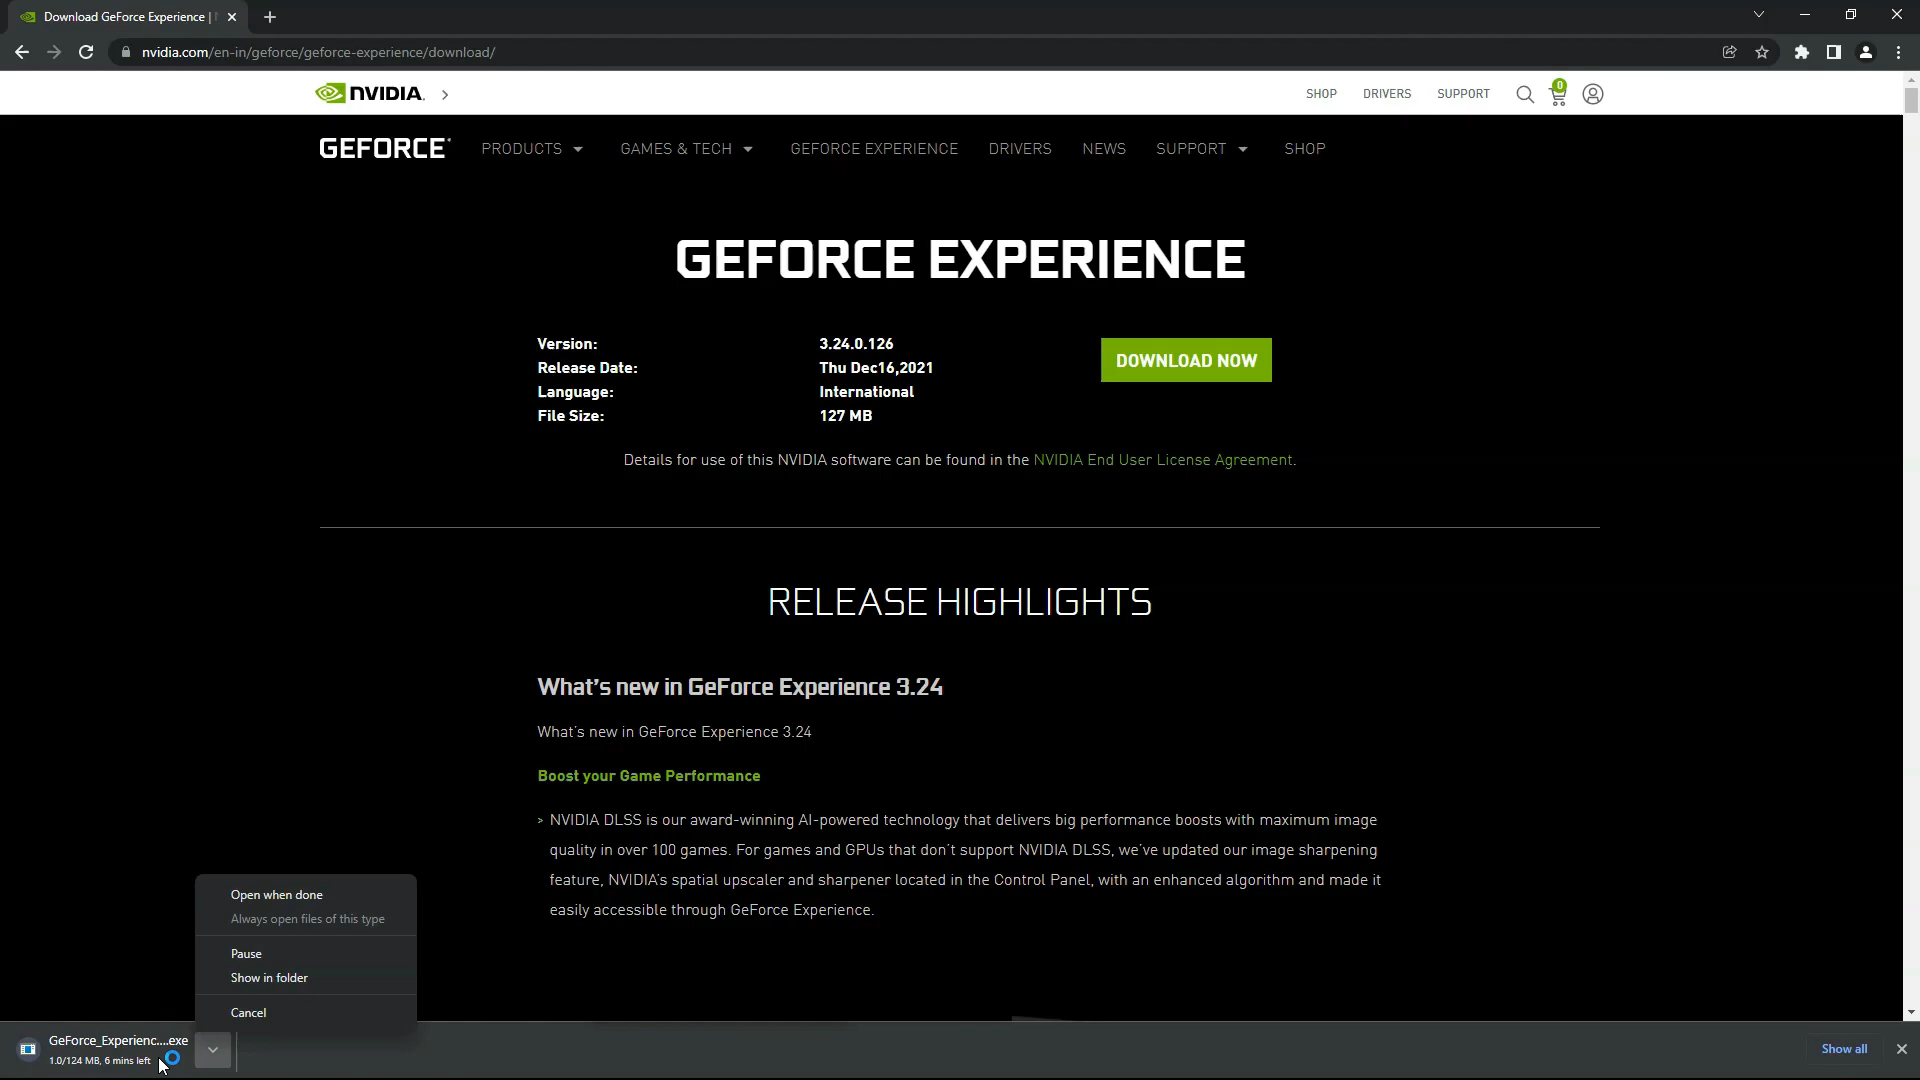 Download GeForce Experience |
nvidia.com/en-in/geforce/geforce-experience/download/
NVIDIA.
SHOP
DRIVERS
SUPPORT
0
GEFORCE
PRODUCTS
GAMES & TECH
GEFORCE EXPERIENCE
DRIVERS
NEWS
SUPPORT
SHOP
GEFORCE EXPERIENCE
Version: 3.24.0.126
Release Date: Thu Dec16,2021
Language: International
File Size: 127 MB
DOWNLOAD NOW
Details for use of this NVIDIA software can be found in the NVIDIA End User License Agreement.
RELEASE HIGHLIGHTS
What's new in GeForce Experience 3.24
What's new in GeForce Experience 3.24
Boost your Game Performance
> NVIDIA DLSS is our award-winning AI-powered technology that delivers big performance boosts with maximum image
quality in over 100 games. For games and GPUs that don't support NVIDIA DLSS, we've updated our image sharpening
feature, NVIDIA's spatial upscaler and sharpener located in the Control Panel, with an enhanced algorithm and made it
easily accessible through GeForce Experience.
Open when done
Always open files of this type
Pause
Show in folder
Cancel
GeForce_Experienc....exe
1.0/124 MB, 6 mins left
Show all